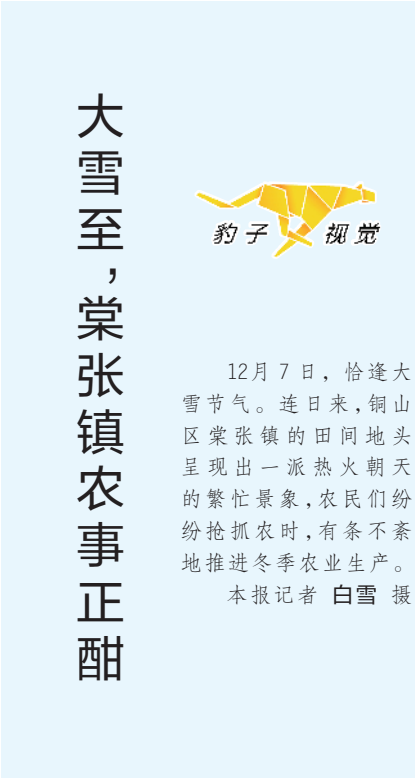 大雪至，棠张镇农事正酣
豹子视觉
12月7日，恰逢大
雪节气。连日来，铜山
区棠张镇的田间地头
呈现出一派热火朝天
的繁忙景象，农民们纷
纷抢抓农时，有条不紊
地推进冬季农业生产。
本报记者 白雪 摄